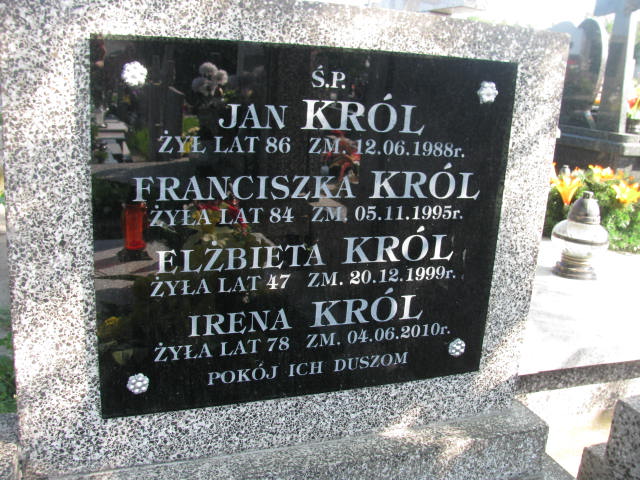 Ś.P.
JAN KRÓL
ŻYŁ LAT 86 ZM. 12.06.1988r.
FRANCISZKA KRÓL
ŻYŁA LAT 84 ZM. 05.11.1995r.
ELŻBIETA KRÓL
ŻYŁA LAT 47 ZM. 20.12.1999r.
IRENA KRÓL
ŻYŁA LAT 78 ZM. 04.06.2010r.
POKÓJ ICH DUSZOM